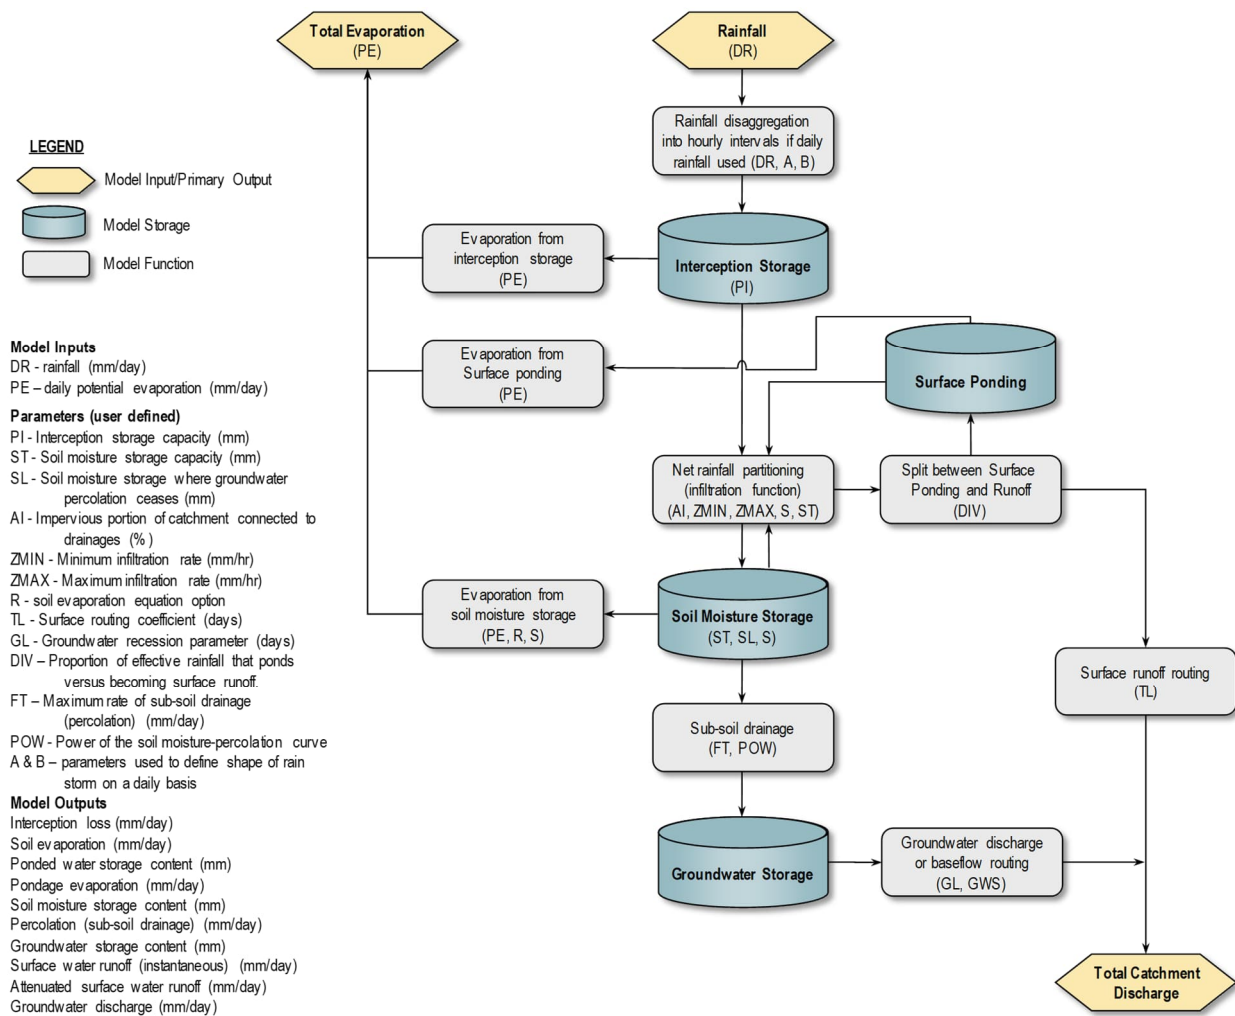 Total Evaporation
(PE)
Rainfall
(DR)
Rainfall disaggregation
into hourly intervals if daily
rainfall used (DR, A, B)
LEGEND
Model Input/Primary Output
Model Storage
Model Function
Evaporation from
interception storage
(PE)
Interception Storage
(PI)
Evaporation from
Surface ponding
(PE)
Surface Ponding
Net rainfall partitioning
(infiltration function)
(AI, ZMIN, ZMAX, S, ST)
Split between Surface
Ponding and Runoff
(DIV)
Evaporation from
soil moisture storage
(PE, R, S)
Soil Moisture Storage
(ST, SL, S)
Surface runoff routing
(TL)
Sub-soil drainage
(FT, POW)
Groundwater Storage
Groundwater discharge
or baseflow routing
(GL, GWS)
Total Catchment
Discharge
Model Inputs
DR - rainfall (mm/day)
PE – daily potential evaporation (mm/day)
Parameters (user defined)
PI - Interception storage capacity (mm)
ST - Soil moisture storage capacity (mm)
SL - Soil moisture storage where groundwater
percolation ceases (mm)
AI - Impervious portion of catchment connected to
drainages (%)
ZMIN - Minimum infiltration rate (mm/hr)
ZMAX - Maximum infiltration rate (mm/hr)
R - soil evaporation equation option
TL - Surface routing coefficient (days)
GL - Groundwater recession parameter (days)
DIV – Proportion of effective rainfall that ponds
versus becoming surface runoff.
FT – Maximum rate of sub-soil drainage
(percolation) (mm/day)
POW - Power of the soil moisture-percolation curve
A & B – parameters used to define shape of rain
storm on a daily basis
Model Outputs
Interception loss (mm/day)
Soil evaporation (mm/day)
Ponded water storage content (mm)
Pondage evaporation (mm/day)
Soil moisture storage content (mm)
Percolation (sub-soil drainage) (mm/day)
Groundwater storage content (mm)
Surface water runoff (instantaneous) (mm/day)
Attenuated surface water runoff (mm/day)
Groundwater discharge (mm/day)